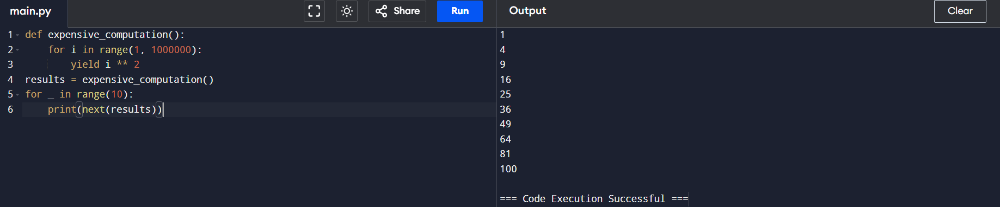 main.py
Share
Run
Output
Clear
1 def expensive_computation():
2     for i in range(1, 1000000):
3         yield i ** 2
4 results = expensive_computation()
5 for _ in range(10):
6     print(next(results))
1
4
9
16
25
36
49
64
81
100
=== Code Execution Successful ===